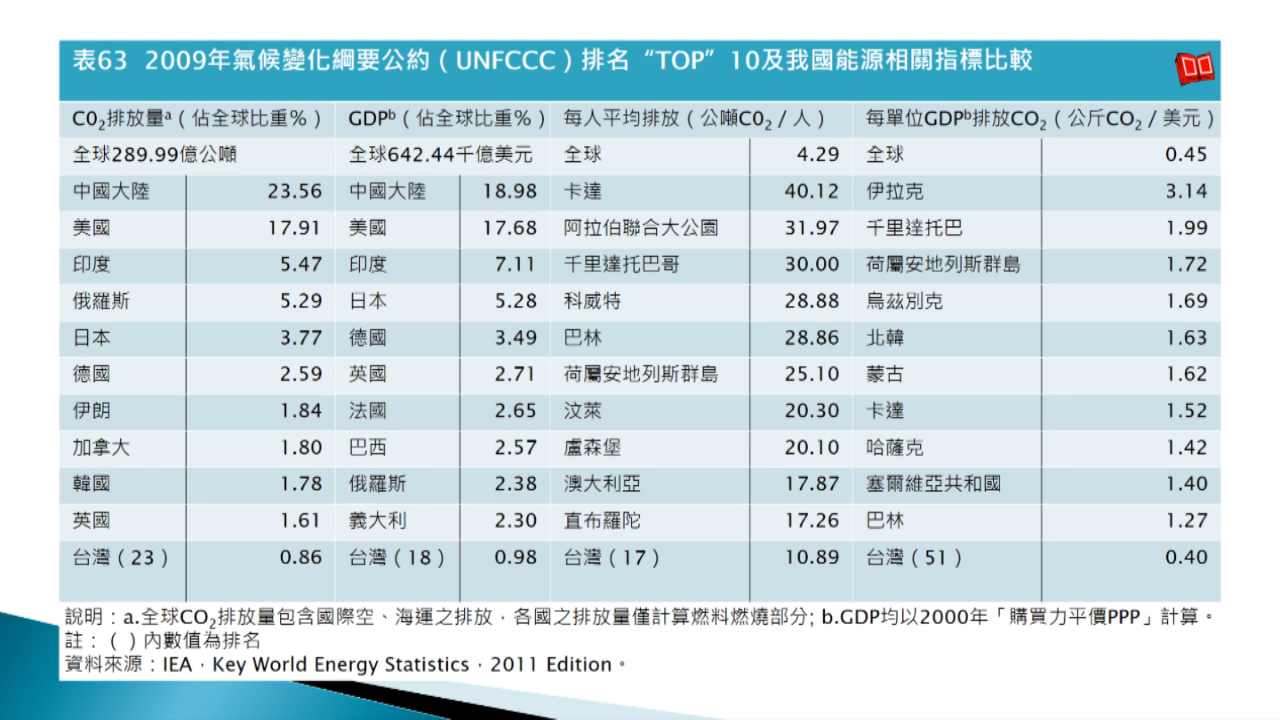 表63 2009年氣候變化綱要公約（UNFCCC）排名“TOP”10及我國能源相關指標比較
C0₂排放量ᵃ（佔全球比重%） GDPᵇ（佔全球比重%） 每人平均排放（公噸C0₂／人） 每單位GDPᵇ排放CO₂（公斤CO₂／美元）
全球289.99億公噸 全球642.44千億美元 全球 4.29 全球 0.45
中國大陸 23.56 中國大陸 18.98 卡達 40.12 伊拉克 3.14
美國 17.91 美國 17.68 阿拉伯聯合大公園 31.97 千里達托巴 1.99
印度 5.47 印度 7.11 千里達托巴哥 30.00 荷屬安地列斯群島 1.72
俄羅斯 5.29 日本 5.28 科威特 28.88 烏茲別克 1.69
日本 3.77 德國 3.49 巴林 28.86 北韓 1.63
德國 2.59 英國 2.71 荷屬安地列斯群島 25.10 蒙古 1.62
伊朗 1.84 法國 2.65 汶萊 20.30 卡達 1.52
加拿大 1.80 巴西 2.57 盧森堡 20.10 哈薩克 1.42
韓國 1.78 俄羅斯 2.38 澳大利亞 17.87 塞爾維亞共和國 1.40
英國 1.61 義大利 2.30 直布羅陀 17.26 巴林 1.27
台灣（23） 0.86 台灣（18） 0.98 台灣（17） 10.89 台灣（51） 0.40
說明：a.全球CO₂排放量包含國際空、海運之排放，各國之排放量僅計算燃料燃燒部分; b.GDP均以2000年「購買力平價PPP」計算。
註：（ ）內數值為排名
資料來源：IEA，Key World Energy Statistics，2011 Edition。